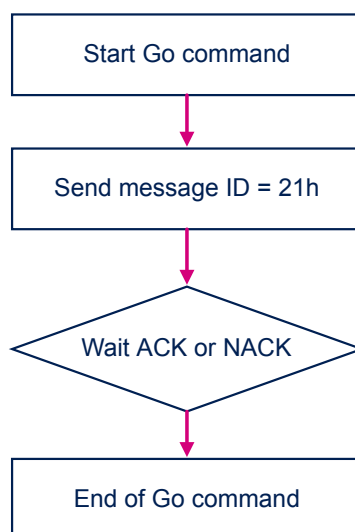 Start Go command
Send message ID = 21h
Wait ACK or NACK
End of Go command